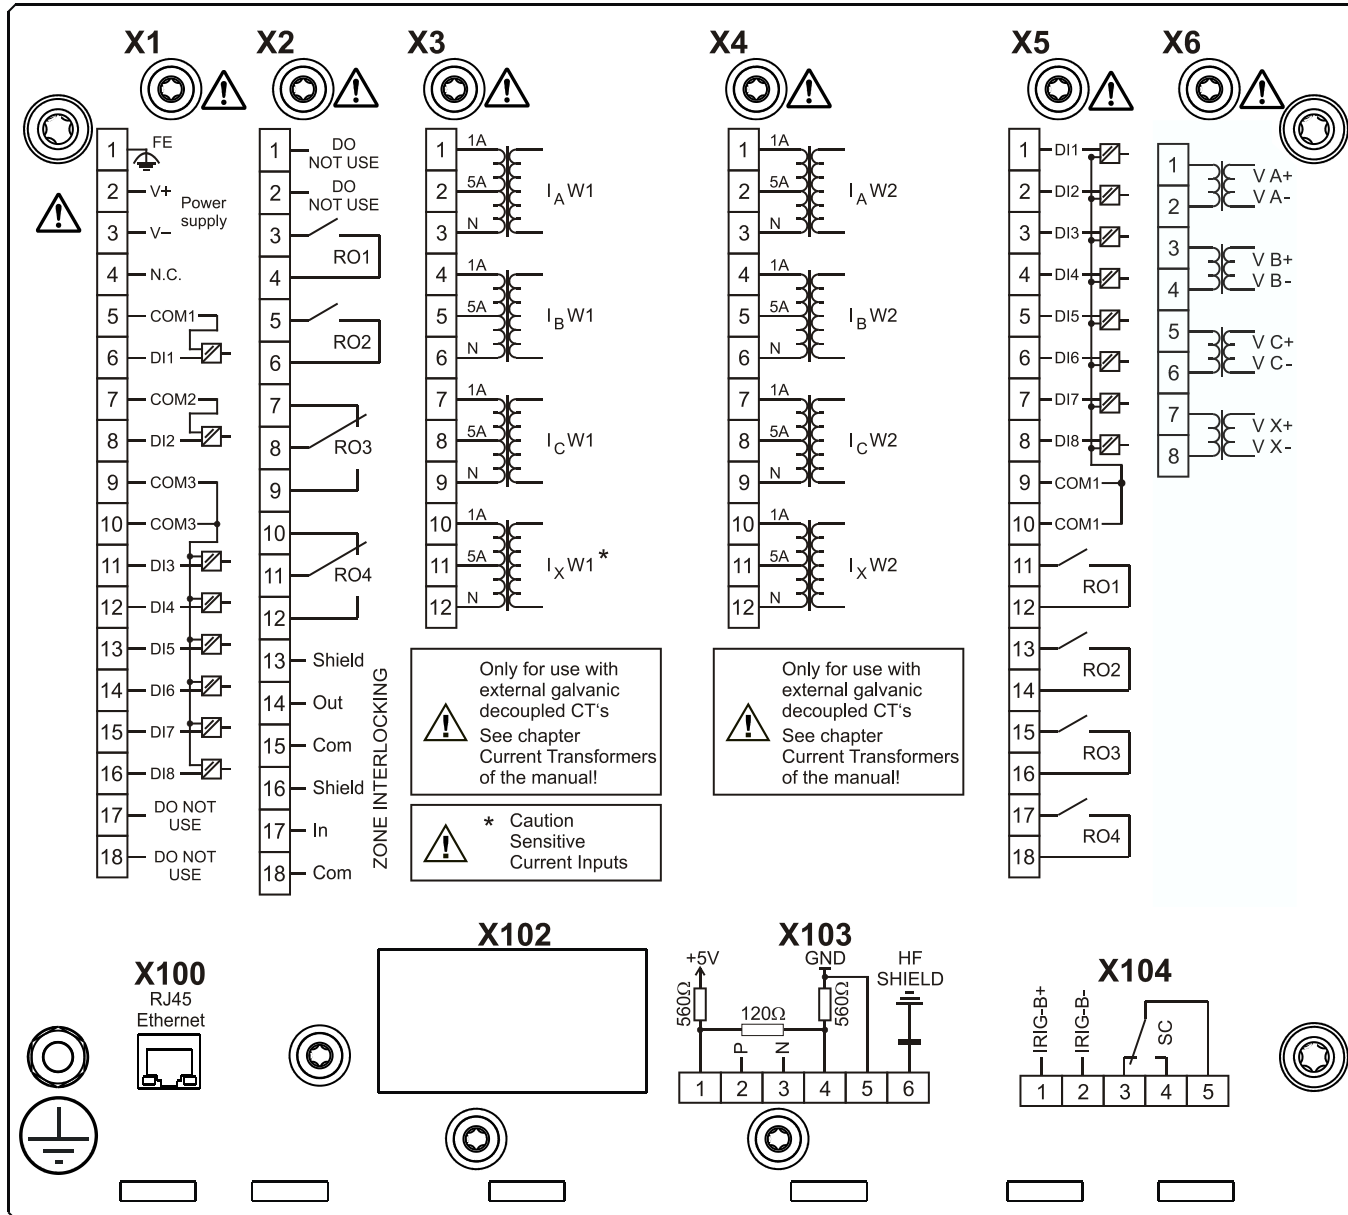 X1
X2
X3
X4
X5
X6
1
FE
2
V+
Power
supply
3
V–
4
N.C.
5
COM1
6
DI1
7
COM2
8
DI2
9
COM3
10
COM3
11
DI3
12
DI4
13
DI5
14
DI6
15
DI7
16
DI8
17
DO NOT
USE
18
DO NOT
USE
1
DO
NOT USE
2
DO
NOT USE
3
RO1
4
5
RO2
6
7
8
RO3
9
10
11
RO4
12
13
Shield
14
Out
15
Com
16
Shield
17
In
18
Com
ZONE INTERLOCKING
1
1A
2
5A
IA W1
3
N
4
1A
5
5A
IB W1
6
N
7
1A
8
5A
IC W1
9
N
10
1A
11
5A
IX W1 *
12
N
Only for use with
external galvanic
decoupled CT‘s
See chapter
Current Transformers
of the manual!
* Caution
Sensitive
Current Inputs
1
1A
2
5A
IA W2
3
N
4
1A
5
5A
IB W2
6
N
7
1A
8
5A
IC W2
9
N
10
1A
11
5A
IX W2
12
N
Only for use with
external galvanic
decoupled CT‘s
See chapter
Current Transformers
of the manual!
1
DI1
2
DI2
3
DI3
4
DI4
5
DI5
6
DI6
7
DI7
8
DI8
9
COM1
10
COM1
11
RO1
12
13
RO2
14
15
RO3
16
17
RO4
18
1
V A+
2
V A-
3
V B+
4
V B-
5
V C+
6
V C-
7
V X+
8
V X-
X100
RJ45
Ethernet
X102
X103
+5V
GND
HF
SHIELD
560Ω
120Ω
560Ω
P
N
1 2 3 4 5 6
X104
IRIG-B+
IRIG-B-
SC
1 2 3 4 5